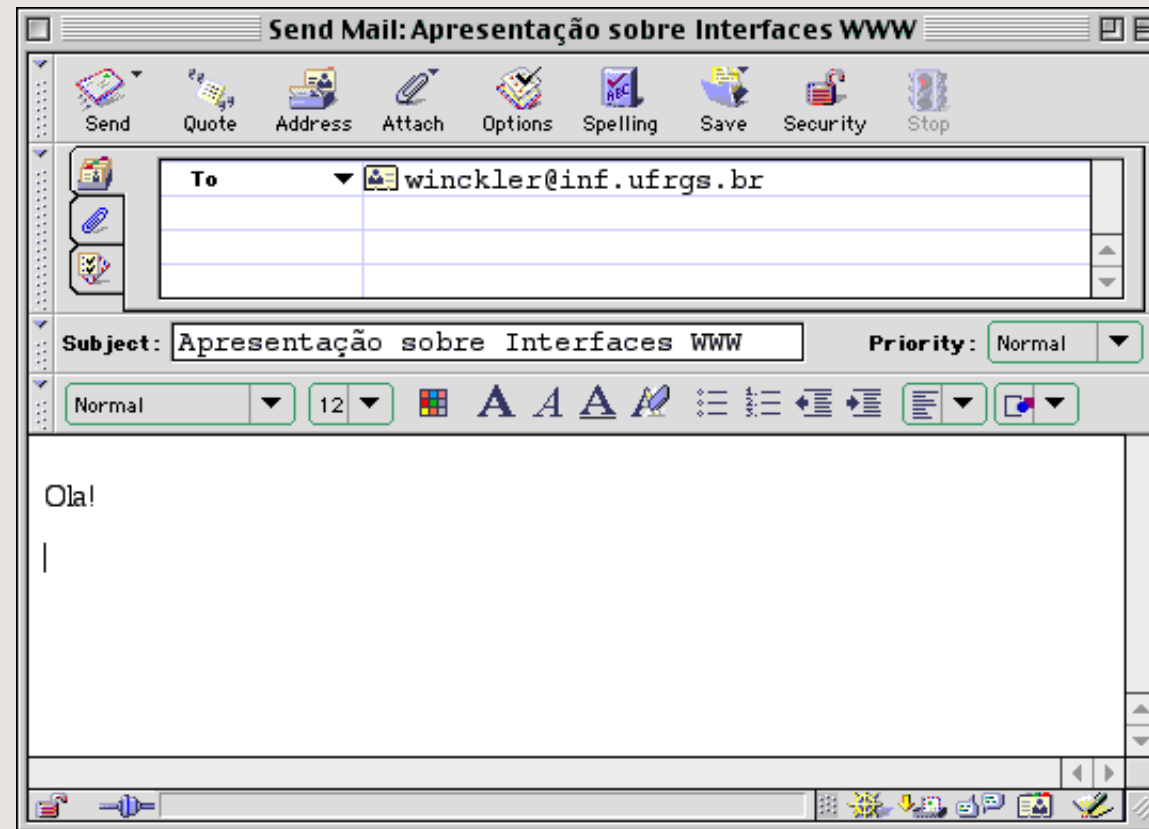 Send Mail: Apresentação sobre Interfaces WWW
Send Quote Address Attach Options Spelling Save Security Stop
To winckler@inf.ufrgs.br
Subject: Apresentação sobre Interfaces WWW Priority: Normal
Normal 12 A A A
Ola!